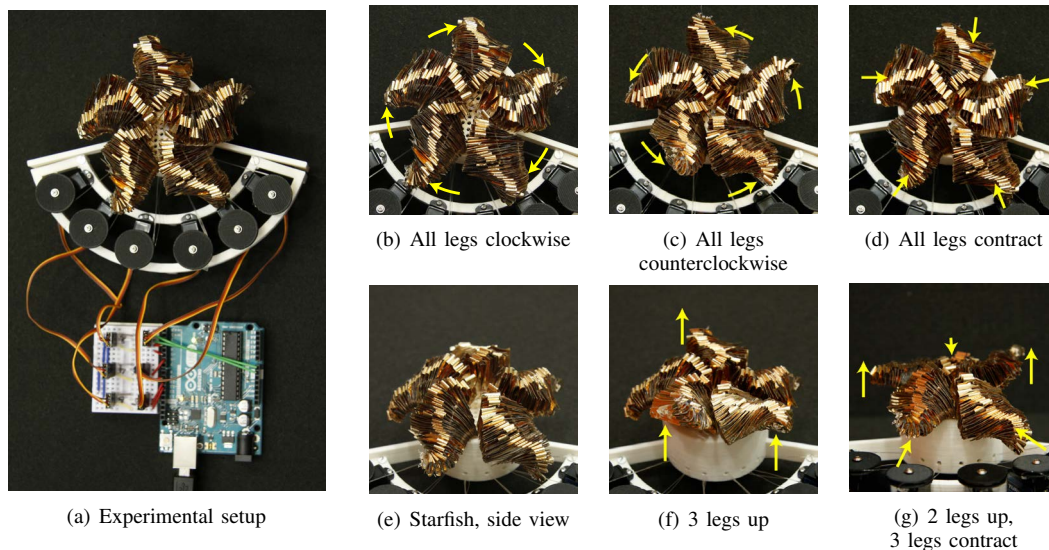 (a) Experimental setup
(b) All legs clockwise
(c) All legs
counterclockwise
(d) All legs contract
(e) Starfish, side view
(f) 3 legs up
(g) 2 legs up,
3 legs contract